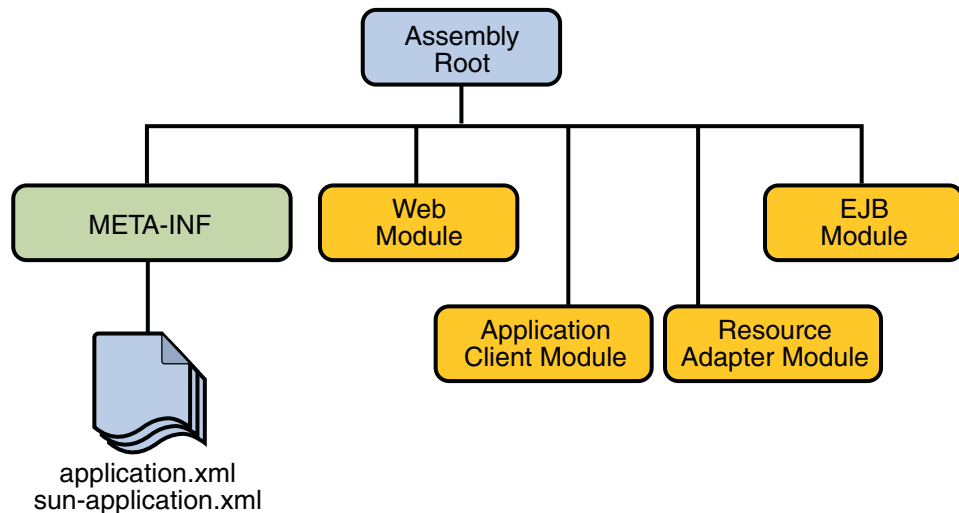 Assembly
Root
META-INF
Web
Module
EJB
Module
Application
Client Module
Resource
Adapter Module
application.xml
sun-application.xml